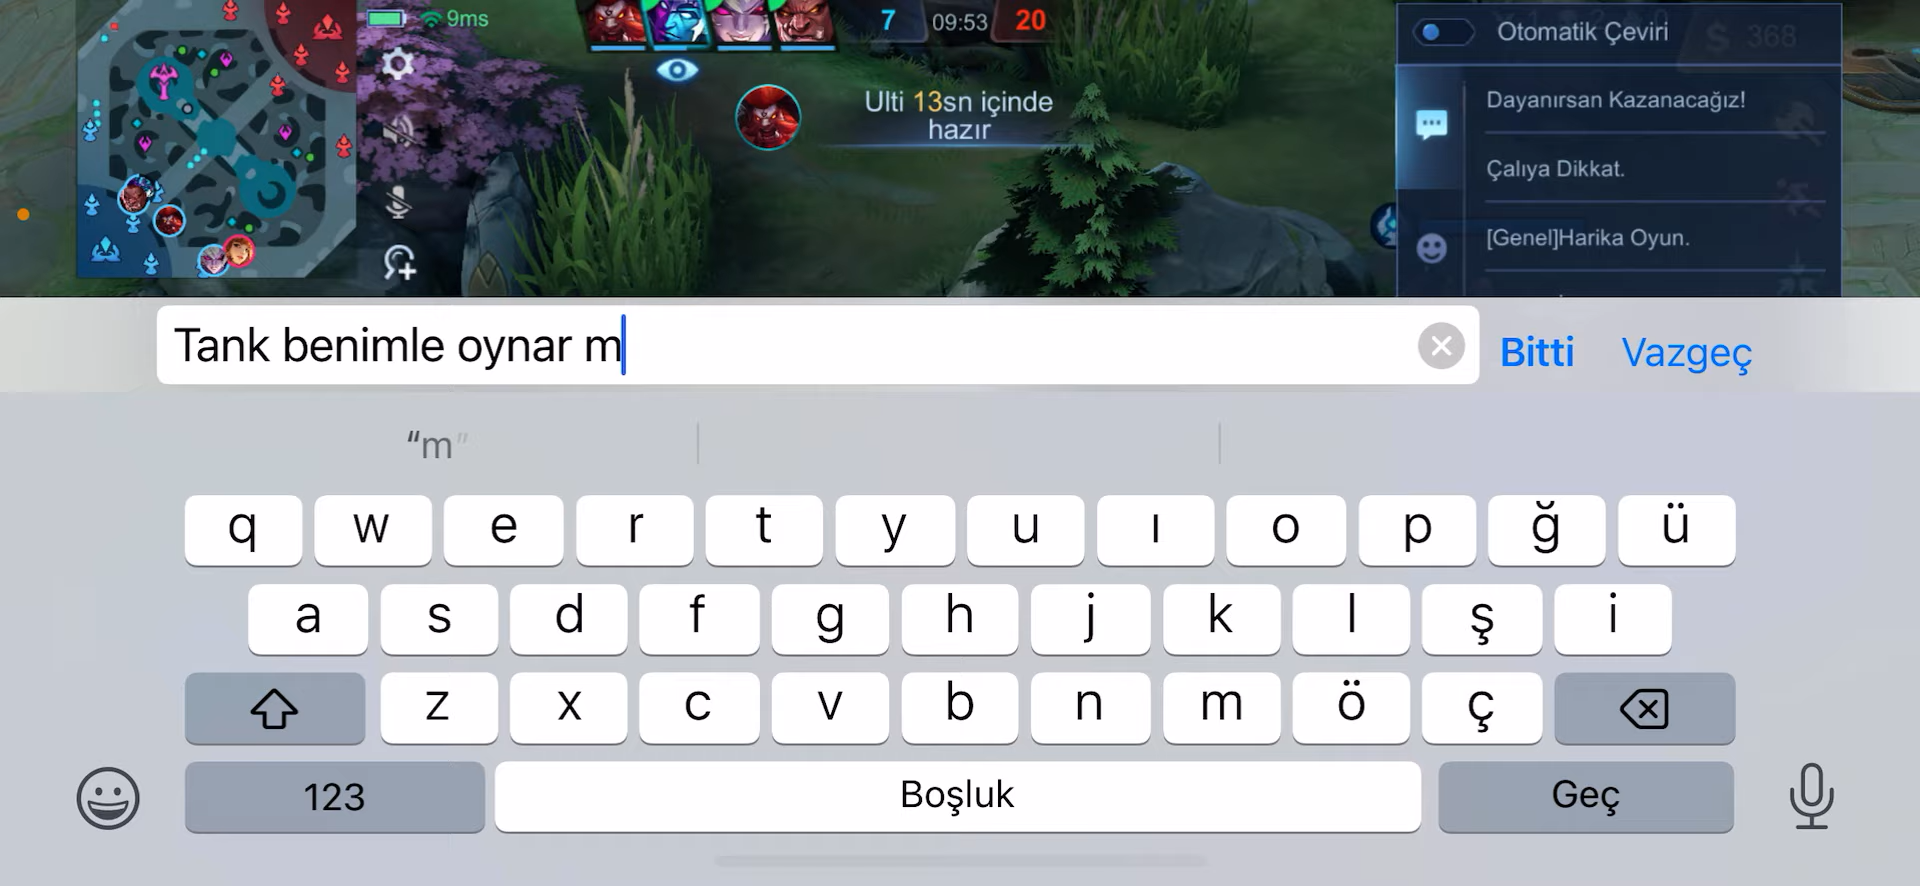 9ms
7 09:53 20
Otomatik Çeviri
$ 368
Ulti 13sn içinde
hazır
Dayanırsan Kazanacağız!
Çalıya Dikkat.
[Genel]Harika Oyun.
Tank benimle oynar m
Bitti Vazgeç
“m”
q w e r t y u ı o p ğ ü
a s d f g h j k l ş i
z x c v b n m ö ç
123 Boşluk Geç